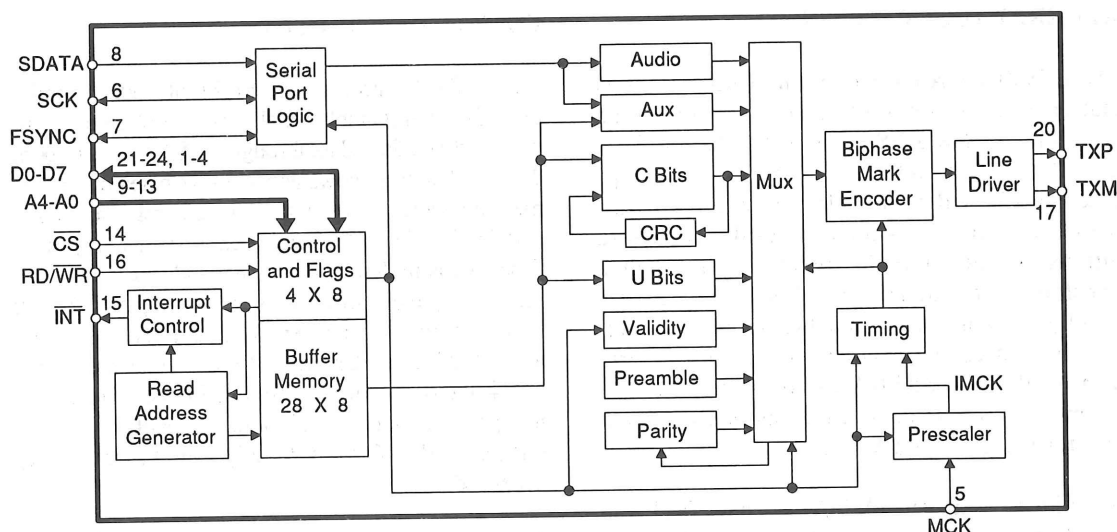 SDATA
8
SCK
6
FSYNC
7
D0-D7
21-24, 1-4
A4-A0
9-13
CS
14
RD/WR
16
INT
15
Serial
Port
Logic
Control
and Flags
4 X 8
Buffer
Memory
28 X 8
Interrupt
Control
Read
Address
Generator
Audio
Aux
C Bits
CRC
U Bits
Validity
Preamble
Parity
Mux
Biphase
Mark
Encoder
Line
Driver
20
TXP
TXM
17
Timing
IMCK
Prescaler
5
MCK